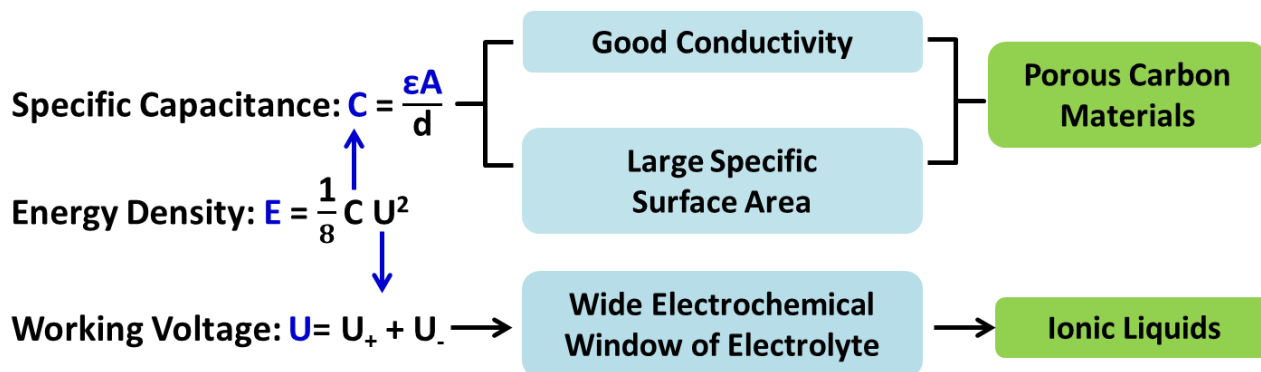 Good Conductivity
Specific Capacitance: C = εA/d
Porous Carbon
Materials
Large Specific
Surface Area
Energy Density: E = 1/8 C U²
Working Voltage: U= U₊ + U₋
Wide Electrochemical
Window of Electrolyte
Ionic Liquids